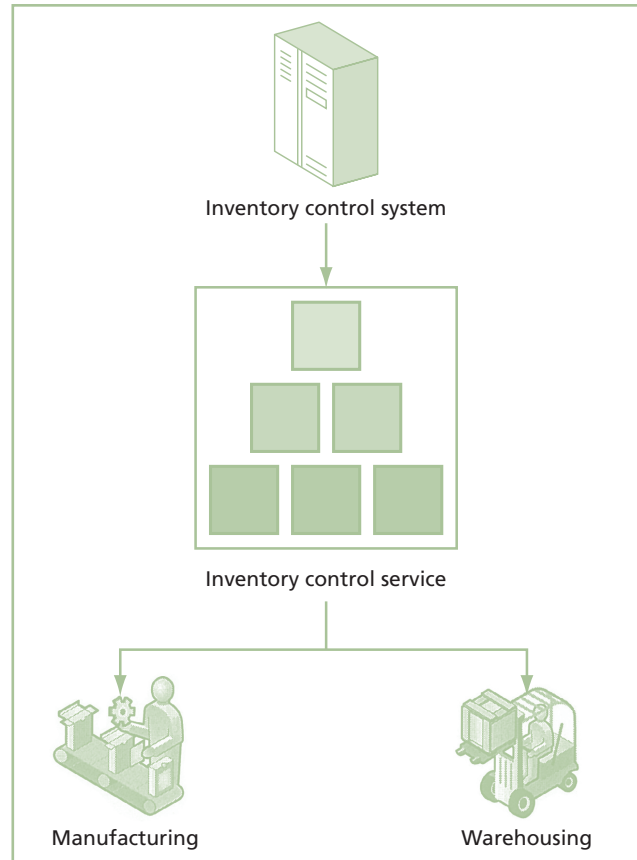 Inventory control system
Inventory control service
Manufacturing
Warehousing